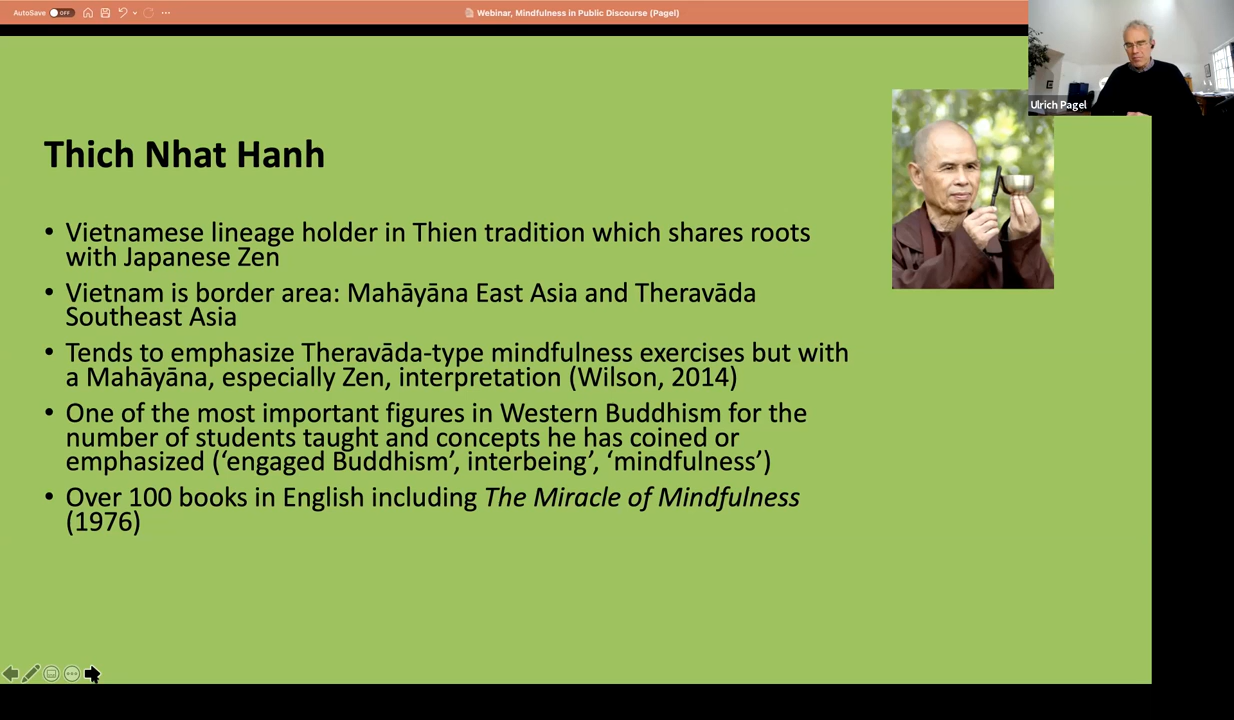 AutoSave OFF
Webinar, Mindfulness in Public Discourse (Pagel)
Ulrich Pagel
Thich Nhat Hanh
• Vietnamese lineage holder in Thien tradition which shares roots
with Japanese Zen
• Vietnam is border area: Mahāyāna East Asia and Theravāda
Southeast Asia
• Tends to emphasize Theravāda-type mindfulness exercises but with
a Mahāyāna, especially Zen, interpretation (Wilson, 2014)
• One of the most important figures in Western Buddhism for the
number of students taught and concepts he has coined or
emphasized (‘engaged Buddhism’, interbeing’, ‘mindfulness’)
• Over 100 books in English including The Miracle of Mindfulness
(1976)